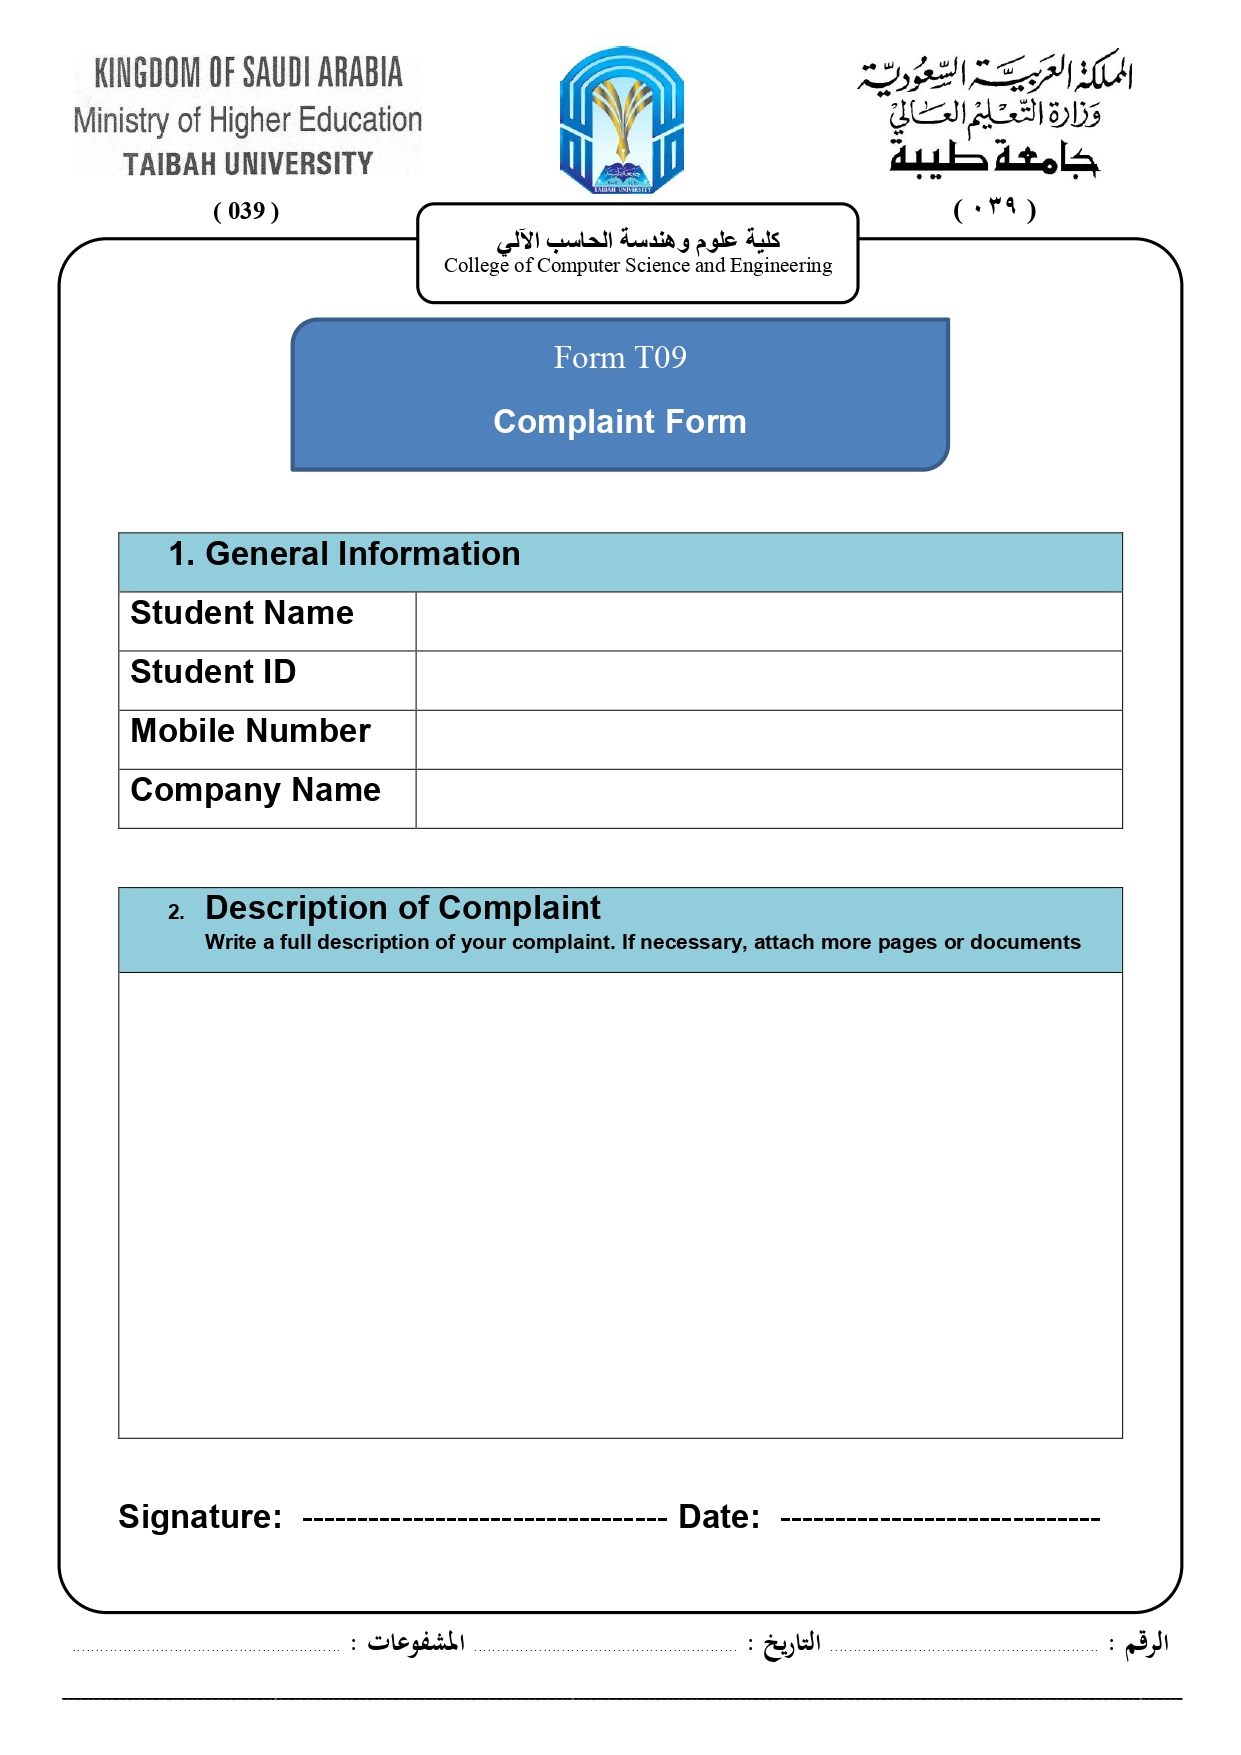 KINGDOM OF SAUDI ARABIA
Ministry of Higher Education
TAIBAH UNIVERSITY
( 039 )
TAIBAH UNIVERSITY
المملكة العربية السعودية
وزارة التعليم العالي
جامعة طيبة
( ٠٣٩ )
كلية علوم وهندسة الحاسب الآلي
College of Computer Science and Engineering
Form T09
Complaint Form
1. General Information
Student Name
Student ID
Mobile Number
Company Name
2. Description of Complaint
Write a full description of your complaint. If necessary, attach more pages or documents
Signature: --------------------------------- Date: -----------------------------
الرقم : ........................ التاريخ : ........................ المشفوعات : ........................